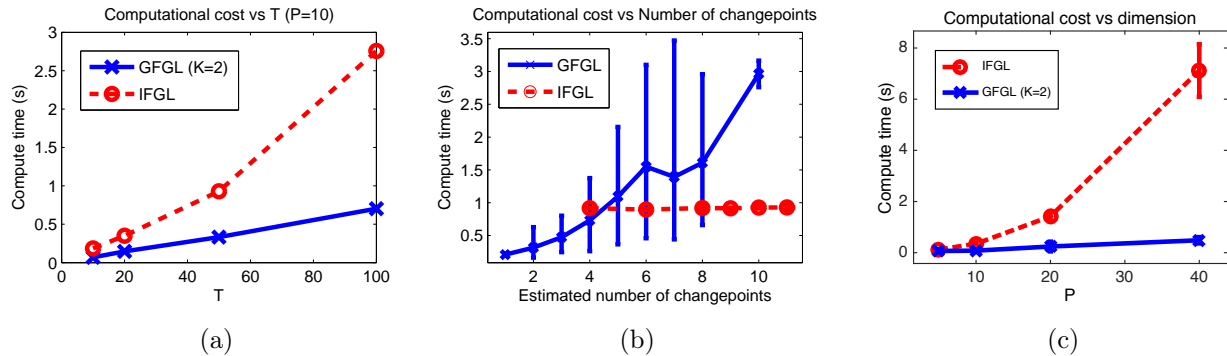 Computational cost vs T (P=10)
Compute time (s)
3
2.5
2
1.5
1
0.5
0
GFGL (K=2)
IFGL
0 20 40 60 80 100
T
(a)
Computational cost vs Number of changepoints
Compute time (s)
3.5
3
2.5
2
1.5
1
0.5
GFGL
IFGL
2 4 6 8 10
Estimated number of changepoints
(b)
Computational cost vs dimension
Compute time (s)
8
6
4
2
0
IFGL
GFGL (K=2)
10 20 30 40
P
(c)